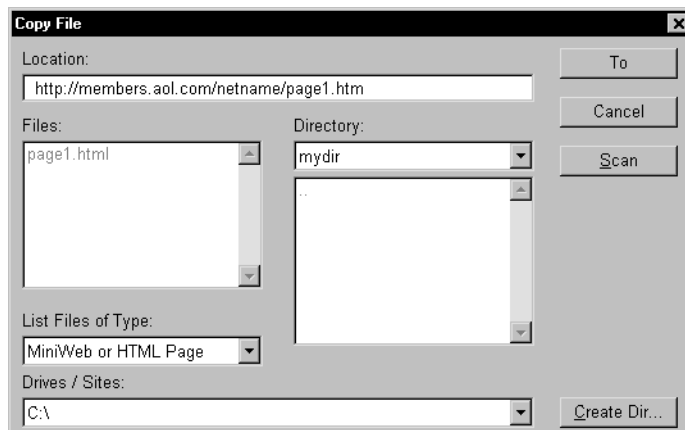 Copy File
Location:
To
http://members.aol.com/netname/page1.htm
Cancel
Files:
Directory:
page1.html
mydir
Scan
..
List Files of Type:
MiniWeb or HTML Page
Drives / Sites:
C:\
Create Dir...